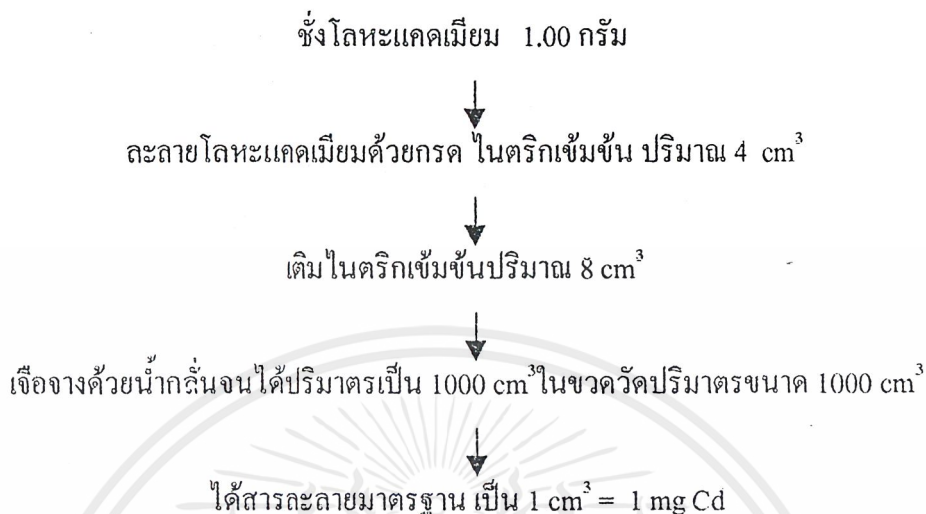 ชั่งโลหะแคดเมียม 1.00 กรัม
ละลายโลหะแคดเมียมด้วยกรด ไนตริกเข้มข้น ปริมาณ 4 cm³
เติมไนตริกเข้มข้นปริมาณ 8 cm³
เจือจางด้วยน้ำกลั่นจนได้ปริมาตรเป็น 1000 cm³ในขวดวัดปริมาตรขนาด 1000 cm³
ได้สารละลายมาตรฐาน เป็น 1 cm³ = 1 mg Cd